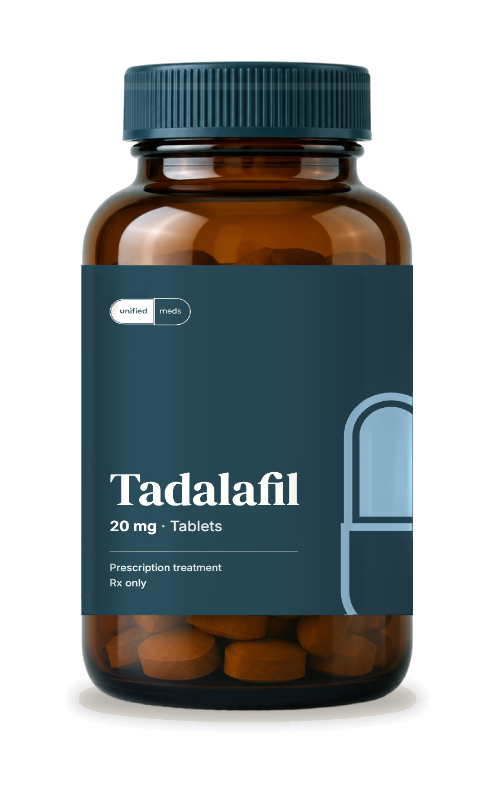 unified meds
Tadalafil
20 mg · Tablets
Prescription treatment
Rx only